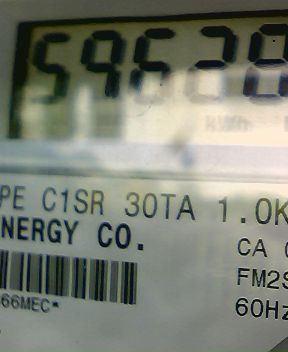 59628
kWh
PE C1SR 30TA 1.0K
NERGY CO.
CA
FM2S
66MEC*
60Hz